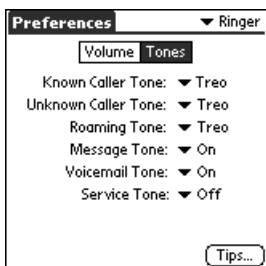 Preferences Ringer
Volume Tones
Known Caller Tone: Treo
Unknown Caller Tone: Treo
Roaming Tone: Treo
Message Tone: On
Voicemail Tone: On
Service Tone: Off
Tips...